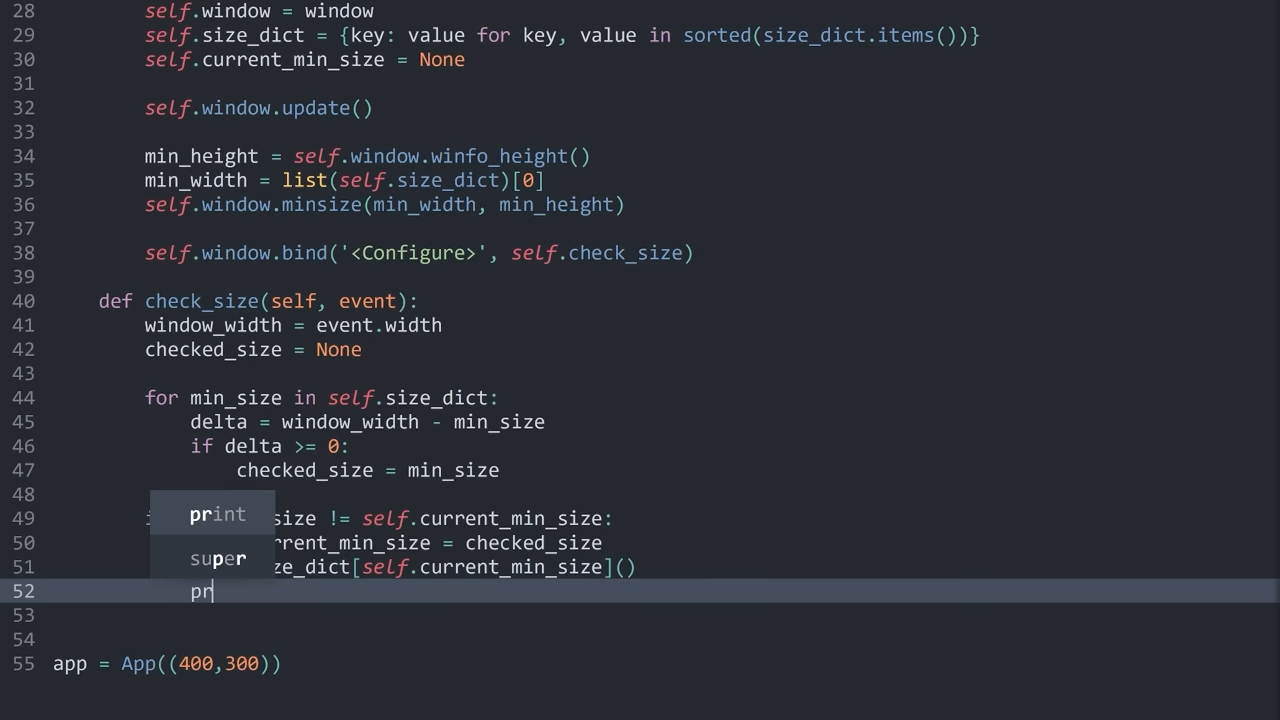 28 self.window = window
29 self.size_dict = {key: value for key, value in sorted(size_dict.items())}
30 self.current_min_size = None
31
32 self.window.update()
33
34 min_height = self.window.winfo_height()
35 min_width = list(self.size_dict)[0]
36 self.window.minsize(min_width, min_height)
37
38 self.window.bind('<Configure>', self.check_size)
39
40 def check_size(self, event):
41 window_width = event.width
42 checked_size = None
43
44 for min_size in self.size_dict:
45 delta = window_width - min_size
46 if delta >= 0:
47 checked_size = min_size
48
print
49 size != self.current_min_size:
50 rrent_min_size = checked_size
super
51 ze_dict[self.current_min_size]()
52 pr
53
54
55 app = App((400,300))